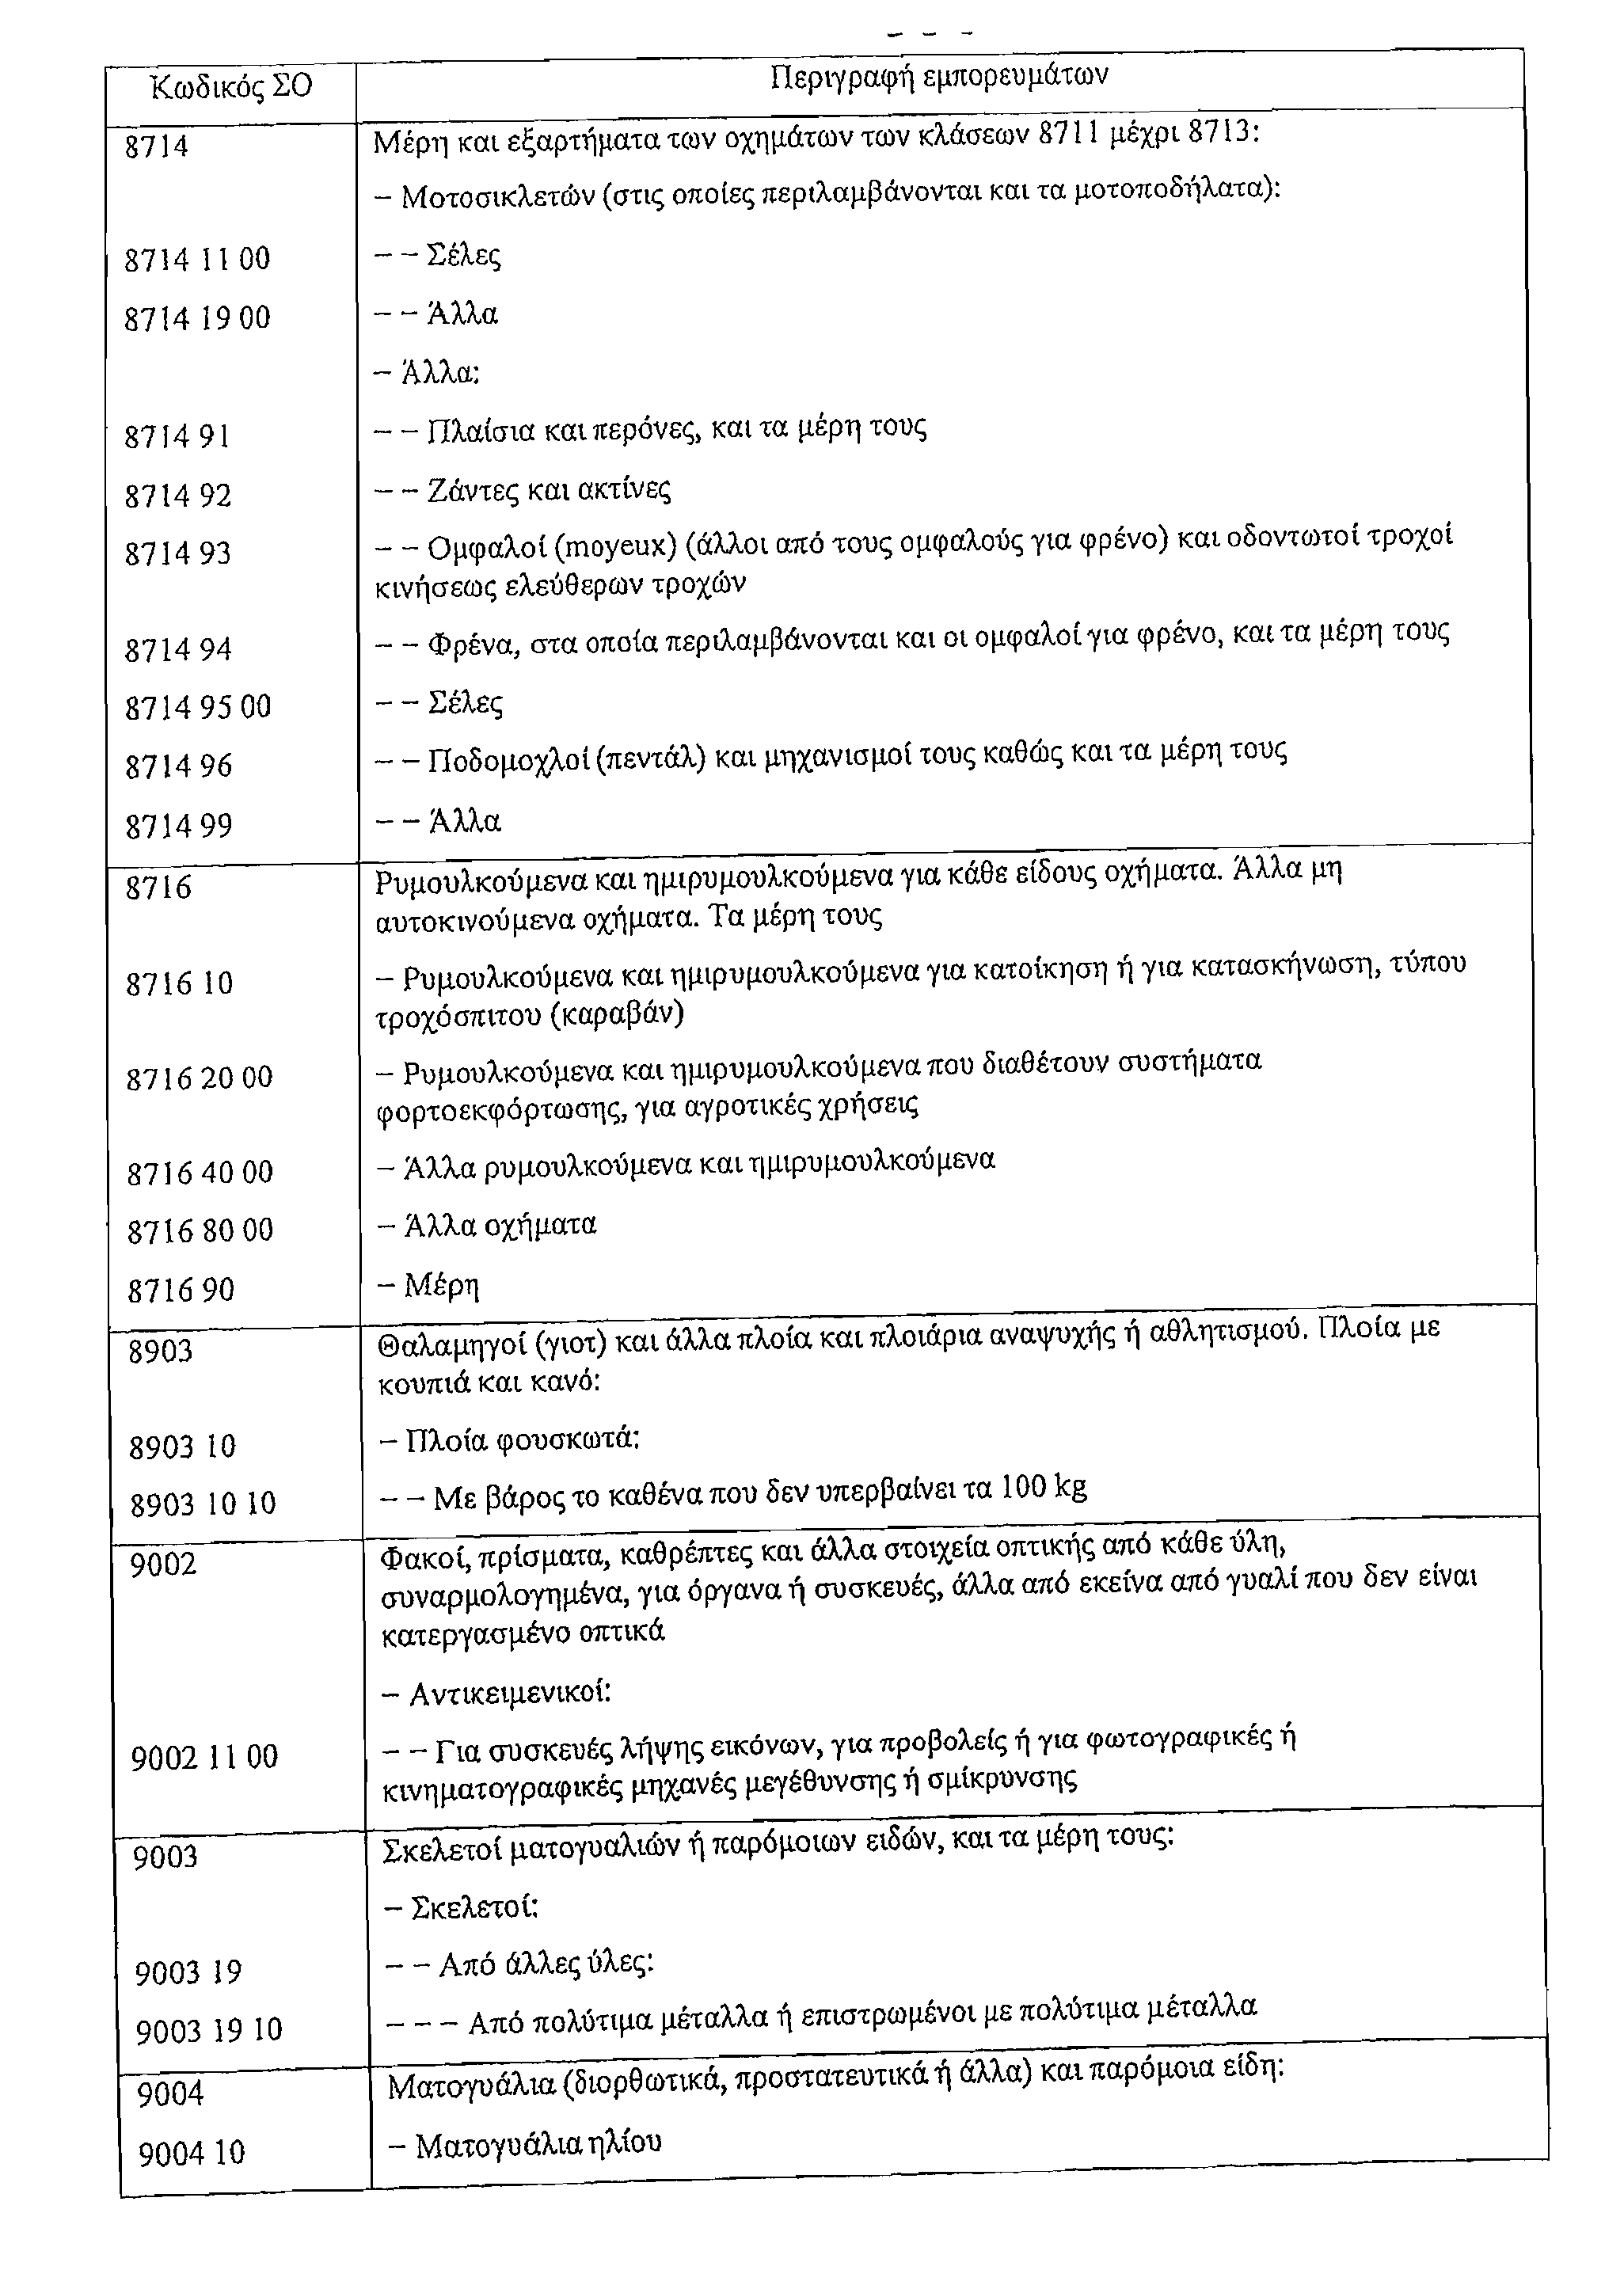 Κωδικός ΣΟ Περιγραφή εμπορευμάτων
8714 Μέρη και εξαρτήματα των οχημάτων των κλάσεων 8711 μέχρι 8713:
– Μοτοσικλετών (στις οποίες περιλαμβάνονται και τα μοτοποδήλατα):
8714 11 00 – – Σέλες
8714 19 00 – – Άλλα
– Άλλα:
8714 91 – – Πλαίσια και περόνες, και τα μέρη τους
8714 92 – – Ζάντες και ακτίνες
8714 93 – – Ομφαλοί (moyeux) (άλλοι από τους ομφαλούς για φρένο) και οδοντωτοί τροχοί
κινήσεως ελεύθερων τροχών
8714 94 – – Φρένα, στα οποία περιλαμβάνονται και οι ομφαλοί για φρένο, και τα μέρη τους
8714 95 00 – – Σέλες
8714 96 – – Ποδομοχλοί (πεντάλ) και μηχανισμοί τους καθώς και τα μέρη τους
8714 99 – – Άλλα
8716 Ρυμουλκούμενα και ημιρυμουλκούμενα για κάθε είδους οχήματα. Άλλα μη
αυτοκινούμενα οχήματα. Τα μέρη τους
8716 10 – Ρυμουλκούμενα και ημιρυμουλκούμενα για κατοίκηση ή για κατασκήνωση, τύπου
τροχόσπιτου (καραβάν)
8716 20 00 – Ρυμουλκούμενα και ημιρυμουλκούμενα που διαθέτουν συστήματα
φορτοεκφόρτωσης, για αγροτικές χρήσεις
8716 40 00 – Άλλα ρυμουλκούμενα και ημιρυμουλκούμενα
8716 80 00 – Άλλα οχήματα
8716 90 – Μέρη
8903 Θαλαμηγοί (γιοτ) και άλλα πλοία και πλοιάρια αναψυχής ή αθλητισμού. Πλοία με
κουπιά και κανό:
8903 10 – Πλοία φουσκωτά:
8903 10 10 – – Με βάρος το καθένα που δεν υπερβαίνει τα 100 kg
9002 Φακοί, πρίσματα, καθρέπτες και άλλα στοιχεία οπτικής από κάθε ύλη,
συναρμολογημένα, για όργανα ή συσκευές, άλλα από εκείνα από γυαλί που δεν είναι
κατεργασμένο οπτικά
– Αντικειμενικοί:
9002 11 00 – – Για συσκευές λήψης εικόνων, για προβολείς ή για φωτογραφικές ή
κινηματογραφικές μηχανές μεγέθυνσης ή σμίκρυνσης
9003 Σκελετοί ματογυαλιών ή παρόμοιων ειδών, και τα μέρη τους:
– Σκελετοί:
9003 19 – – Από άλλες ύλες:
9003 19 10 – – – Από πολύτιμα μέταλλα ή επιστρωμένοι με πολύτιμα μέταλλα
9004 Ματογυάλια (διορθωτικά, προστατευτικά ή άλλα) και παρόμοια είδη:
9004 10 – Ματογυάλια ηλίου